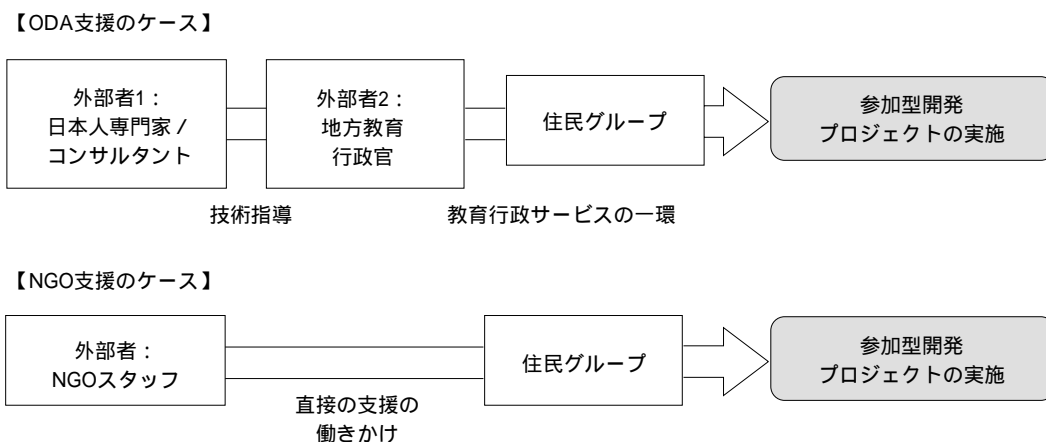 【ODA支援のケース】
外部者1：
日本人専門家／
コンサルタント
外部者2：
地方教育
行政官
住民グループ
参加型開発
プロジェクトの実施
技術指導
教育行政サービスの一環
【NGO支援のケース】
外部者：
NGOスタッフ
住民グループ
参加型開発
プロジェクトの実施
直接の支援の
働きかけ